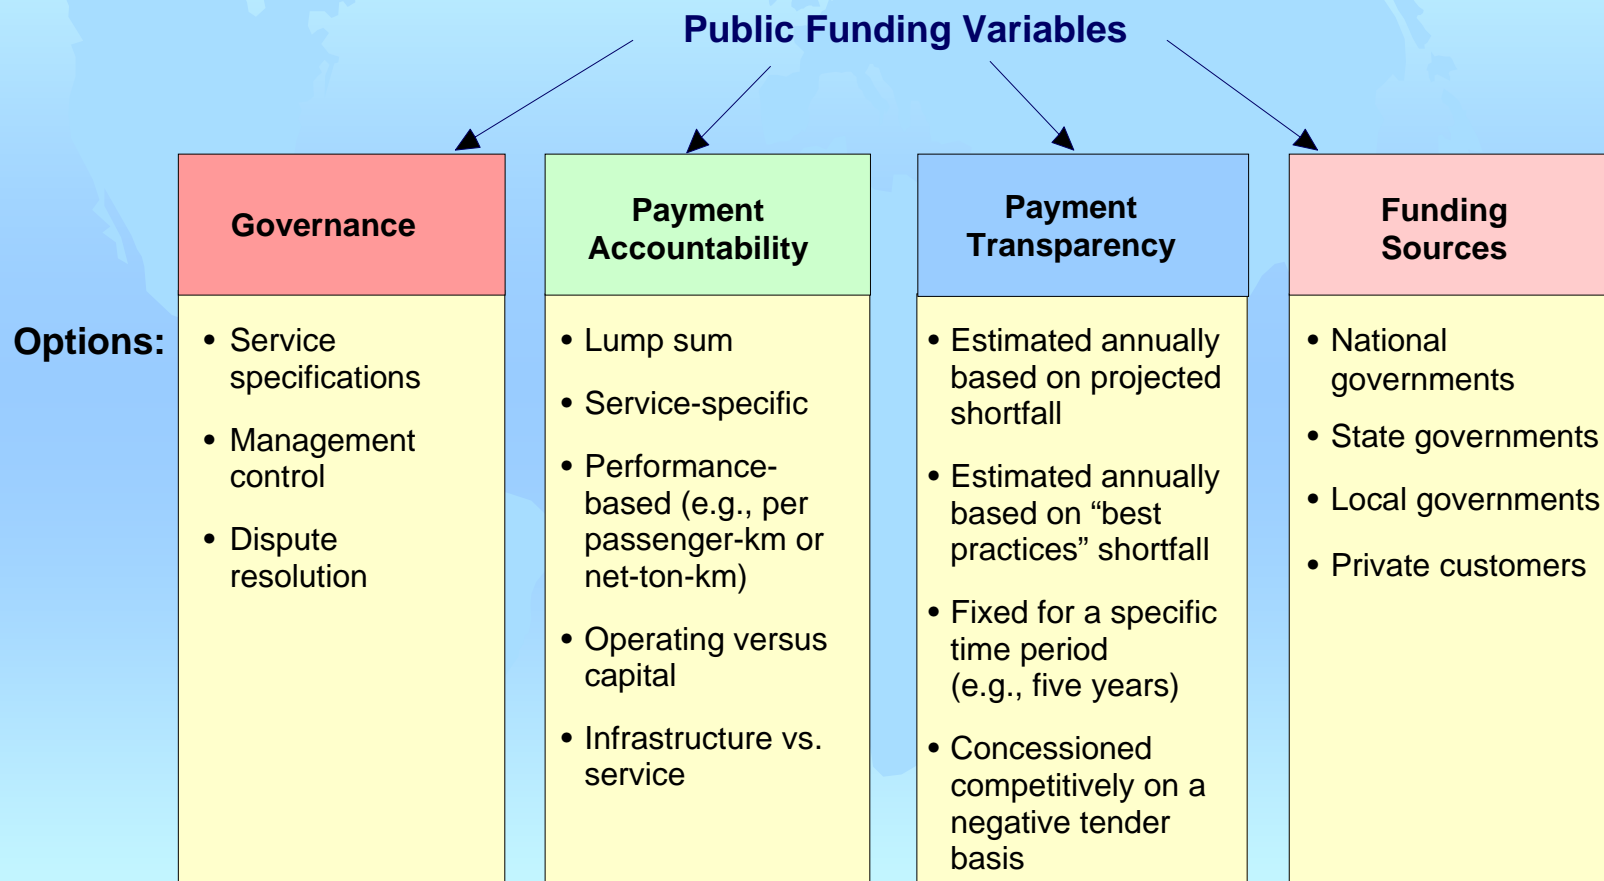 Public Funding Variables
Governance
Payment
Accountability
Payment
Transparency
Funding
Sources
Options:
• Service
specifications
• Management
control
• Dispute
resolution
• Lump sum
• Service-specific
• Performance-
based (e.g., per
passenger-km or
net-ton-km)
• Operating versus
capital
• Infrastructure vs.
service
• Estimated annually
based on projected
shortfall
• Estimated annually
based on “best
practices” shortfall
• Fixed for a specific
time period
(e.g., five years)
• Concessioned
competitively on a
negative tender
basis
• National
governments
• State governments
• Local governments
• Private customers